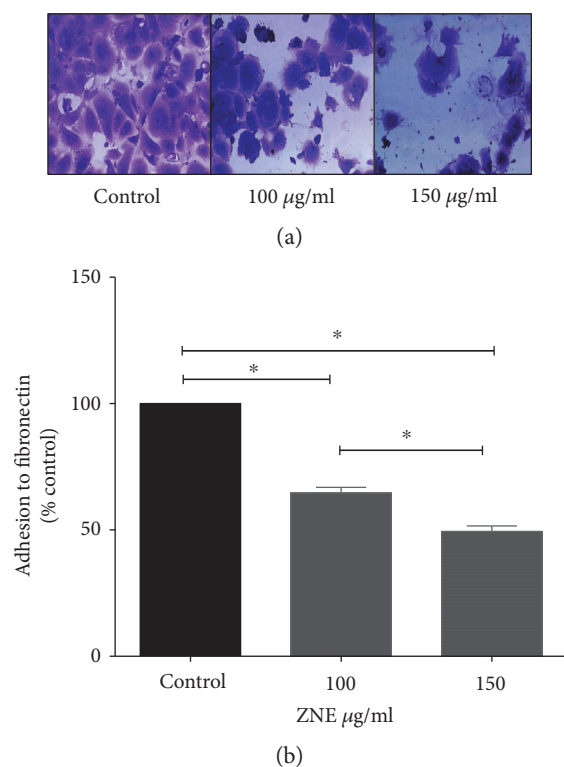 Control
100 μg/ml
150 μg/ml
(a)
150
100
50
0
Adhesion to fibronectin
(% control)
*
*
*
Control
100
150
ZNE μg/ml
(b)